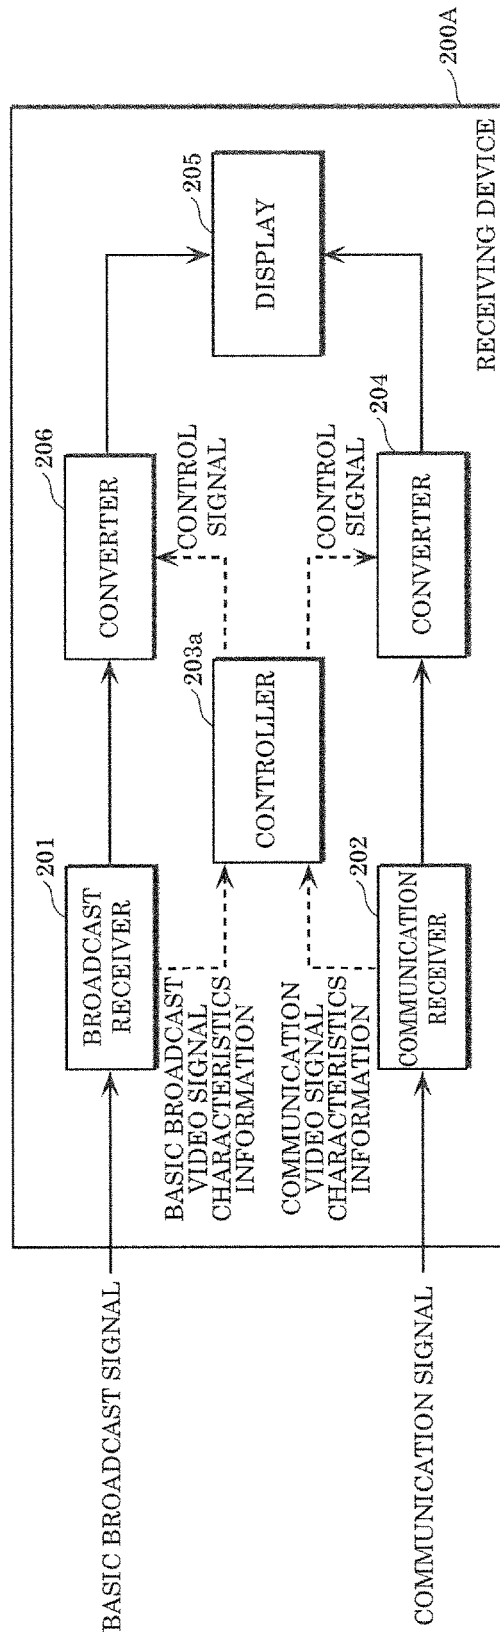 200A
RECEIVING DEVICE
BASIC BROADCAST SIGNAL
201
BROADCAST
RECEIVER
206
CONVERTER
CONTROL
SIGNAL
205
DISPLAY
BASIC BROADCAST
VIDEO SIGNAL
CHARACTERISTICS
INFORMATION
203a
CONTROLLER
COMMUNICATION
VIDEO SIGNAL
CHARACTERISTICS
INFORMATION
CONTROL
SIGNAL
COMMUNICATION SIGNAL
202
COMMUNICATION
RECEIVER
204
CONVERTER